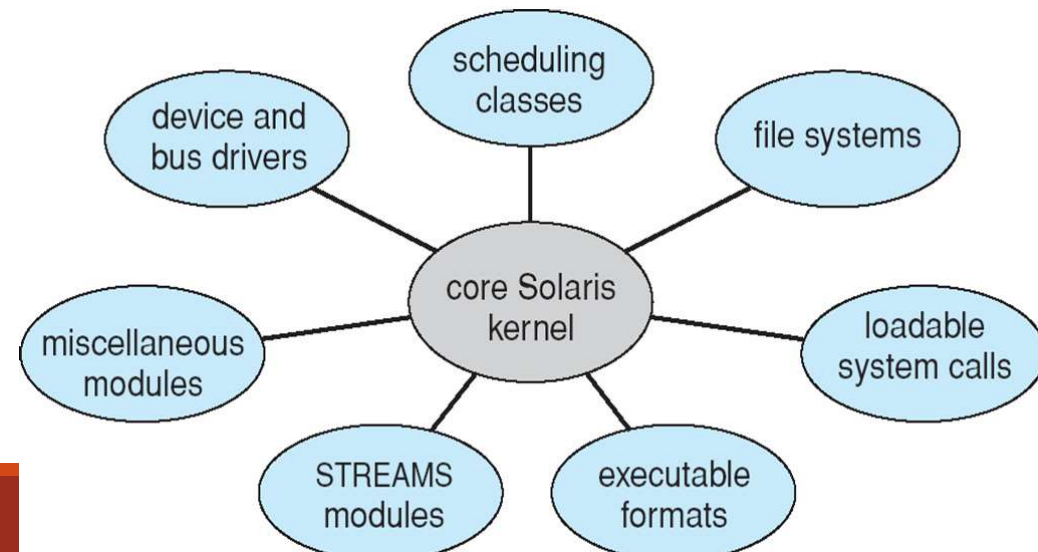 scheduling
classes
device and
bus drivers
file systems
core Solaris
kernel
miscellaneous
modules
loadable
system calls
STREAMS
modules
executable
formats